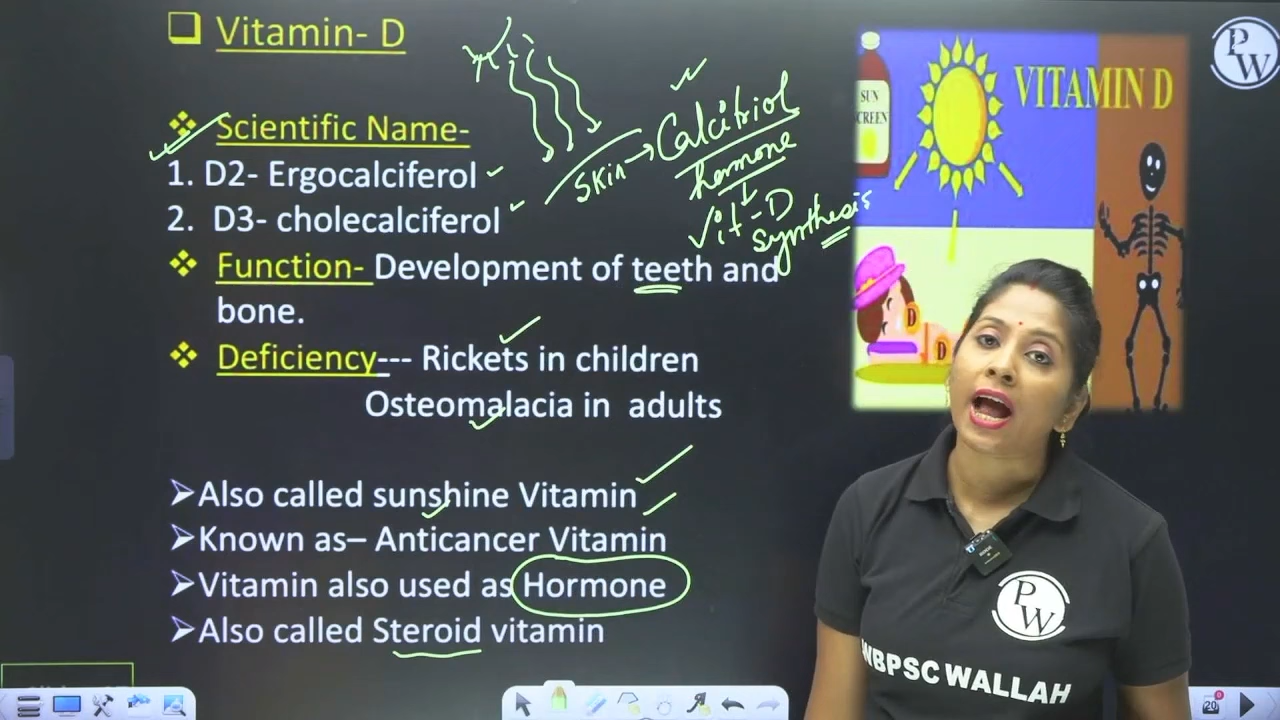 Vitamin- D
Scientific Name-
1. D2- Ergocalciferol
2. D3- cholecalciferol
Function- Development of teeth and
bone.
Deficiency--- Rickets in children
Osteomalacia in adults
Also called sunshine Vitamin
Known as– Anticancer Vitamin
Vitamin also used as Hormone
Also called Steroid vitamin
Skin → Calcitriol
hormone
Vit-D
Synthesis
SUN
SCREEN
VITAMIN D
D
D
PW
PW
WBPSC WALLAH
20